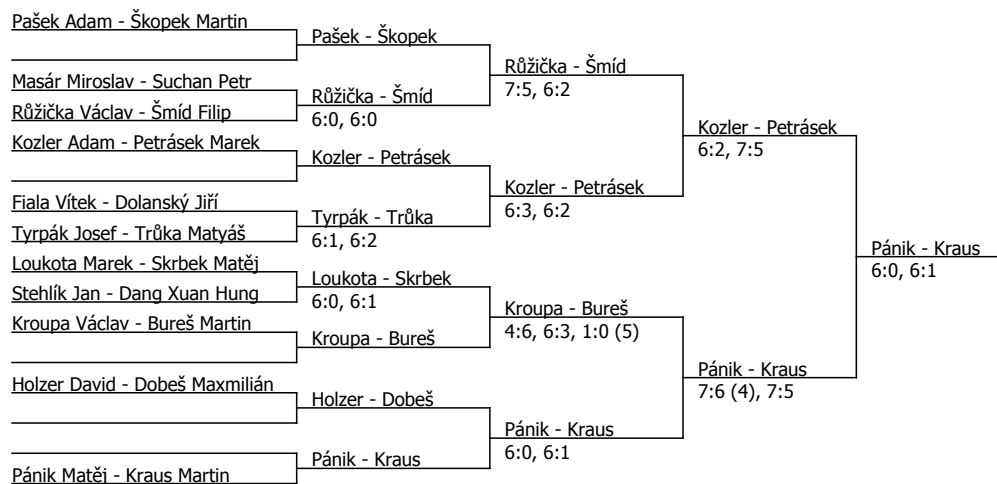 Pašek Adam - Škopek Martin
Masár Miroslav - Suchan Petr
Růžička Václav - Šmíd Filip
Kozler Adam - Petrásek Marek
Fiala Vítek - Dolanský Jiří
Tyrpák Josef - Trůka Matyáš
Loukota Marek - Skrbek Matěj
Stehlík Jan - Dang Xuan Hung
Kroupa Václav - Bureš Martin
Holzer David - Dobeš Maxmilián
Pánik Matěj - Kraus Martin
Pašek - Škopek
Růžička - Šmíd
6:0, 6:0
Kozler - Petrásek
Tyrpák - Trůka
6:1, 6:2
Loukota - Skrbek
6:0, 6:1
Kroupa - Bureš
Holzer - Dobeš
Pánik - Kraus
Růžička - Šmíd
7:5, 6:2
Kozler - Petrásek
6:3, 6:2
Kroupa - Bureš
4:6, 6:3, 1:0 (5)
Pánik - Kraus
6:0, 6:1
Kozler - Petrásek
6:2, 7:5
Pánik - Kraus
7:6 (4), 7:5
Pánik - Kraus
6:0, 6:1